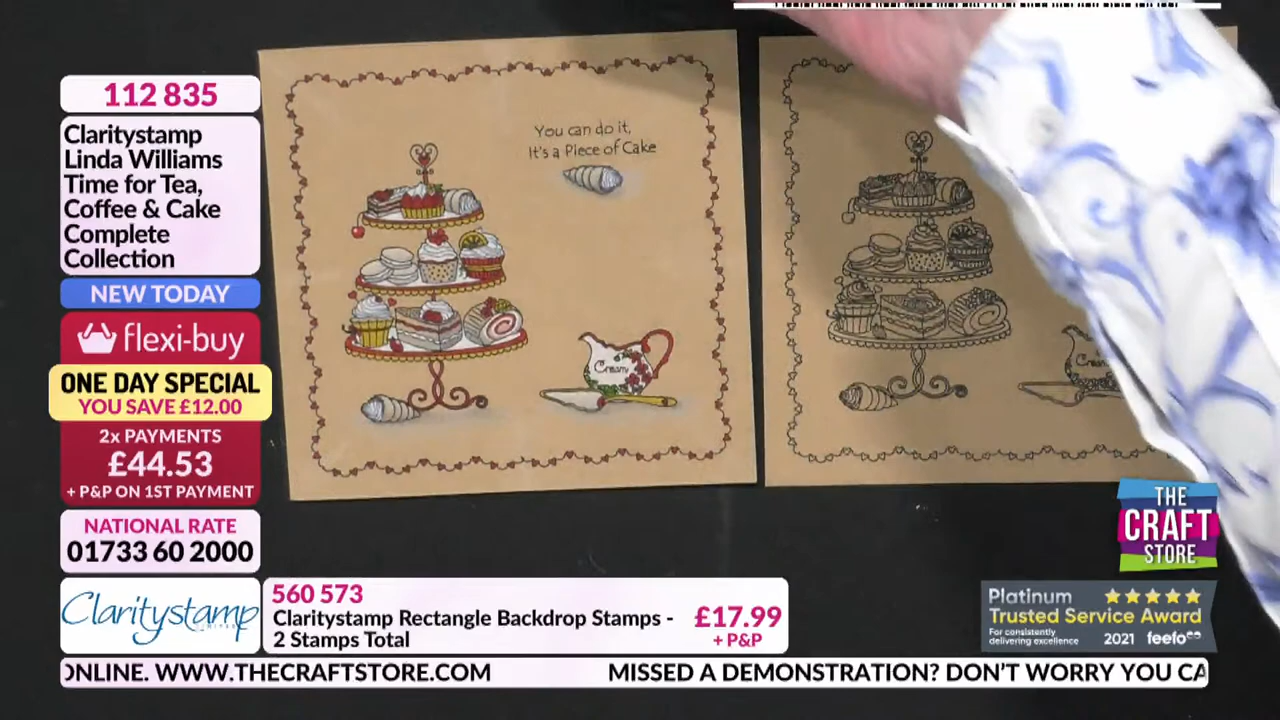 112 835
Claritystamp
Linda Williams
Time for Tea,
Coffee & Cake
Complete
Collection
NEW TODAY
flexi-buy
ONE DAY SPECIAL
YOU SAVE £12.00
2x PAYMENTS
£44.53
+ P&P ON 1ST PAYMENT
NATIONAL RATE
01733 60 2000
You can do it,
It's a Piece of Cake
Cream
THE
CRAFT
STORE
Claritystamp
560 573
Claritystamp Rectangle Backdrop Stamps -
2 Stamps Total
£17.99
+ P&P
Platinum
Trusted Service Award
For consistently
delivering excellence
2021 feefo
ONLINE. WWW.THECRAFTSTORE.COM MISSED A DEMONSTRATION? DON'T WORRY YOU CA